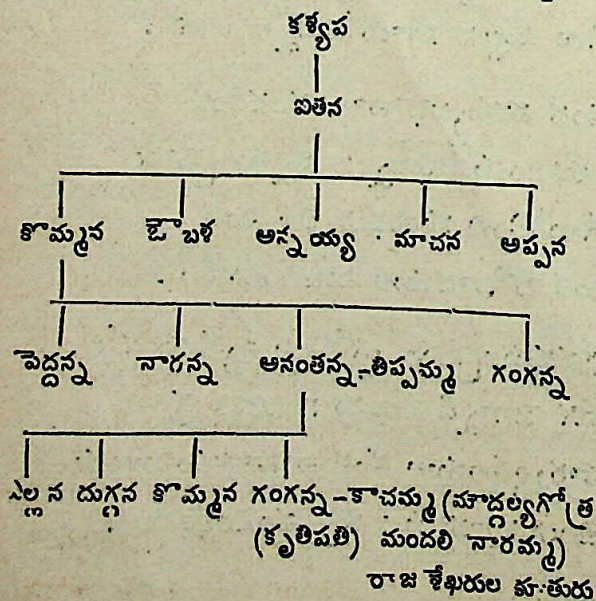 కశ్యప
ఐతన
కొమ్మన ఔబళ అన్నయ్య మాచన అప్పన
పెద్దన్న నాగన్న అనంతన్న-తిప్పమ్మ గంగన్న
ఎల్లన దుగ్గన కొమ్మన గంగన్న-కాచమ్మ (మౌద్గల్యగోత్ర
(కృతిపతి) మందలి నారమ్మ)
రాజ శేఖరుల కూతురు